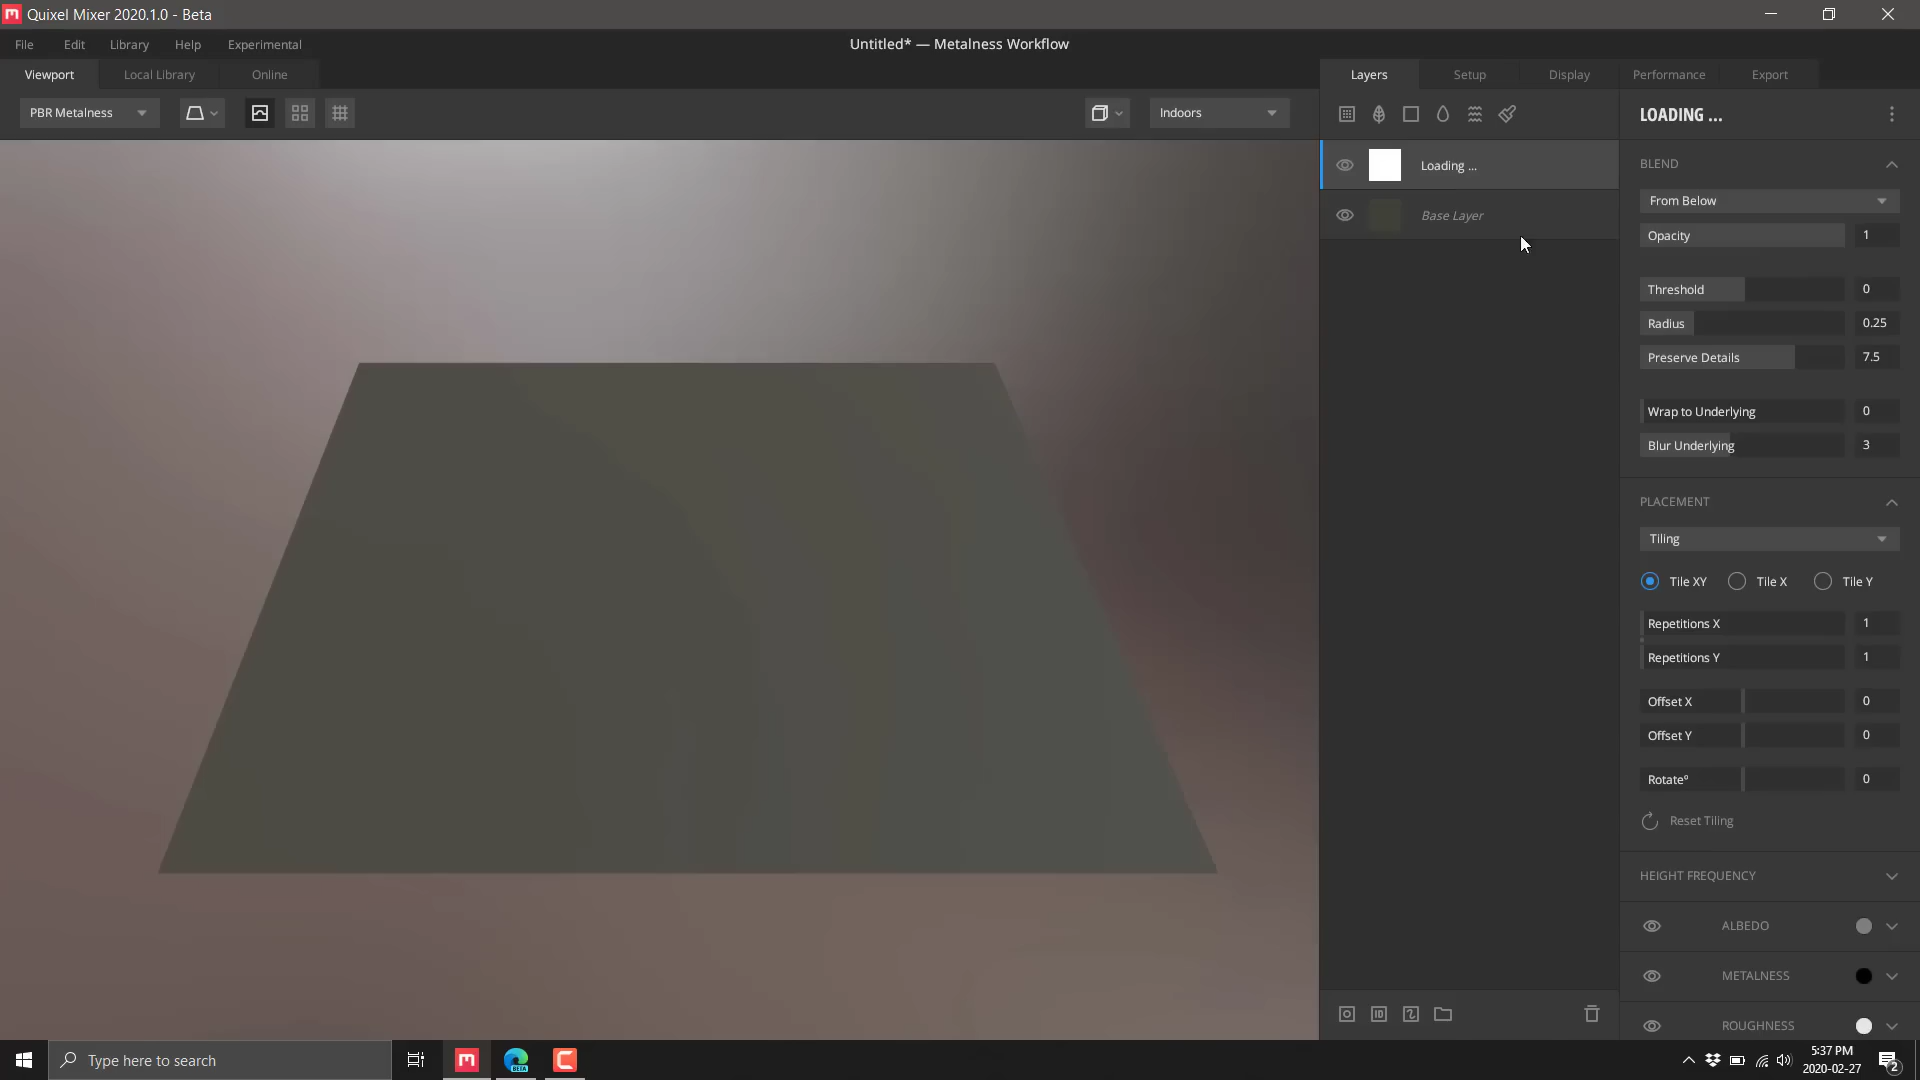 Quixel Mixer 2020.1.0 - Beta
File Edit Library Help Experimental
Untitled* — Metalness Workflow
Viewport Local Library Online
Layers Setup Display Performance Export
PBR Metalness
Indoors
LOADING ...
Loading ...
Base Layer
BLEND
From Below
Opacity 1
Threshold 0
Radius 0.25
Preserve Details 7.5
Wrap to Underlying 0
Blur Underlying 3
PLACEMENT
Tiling
Tile XY Tile X Tile Y
Repetitions X 1
Repetitions Y 1
Offset X 0
Offset Y 0
Rotate° 0
Reset Tiling
HEIGHT FREQUENCY
ALBEDO
METALNESS
ROUGHNESS
Type here to search
BETA
5:37 PM
2020-02-27
2